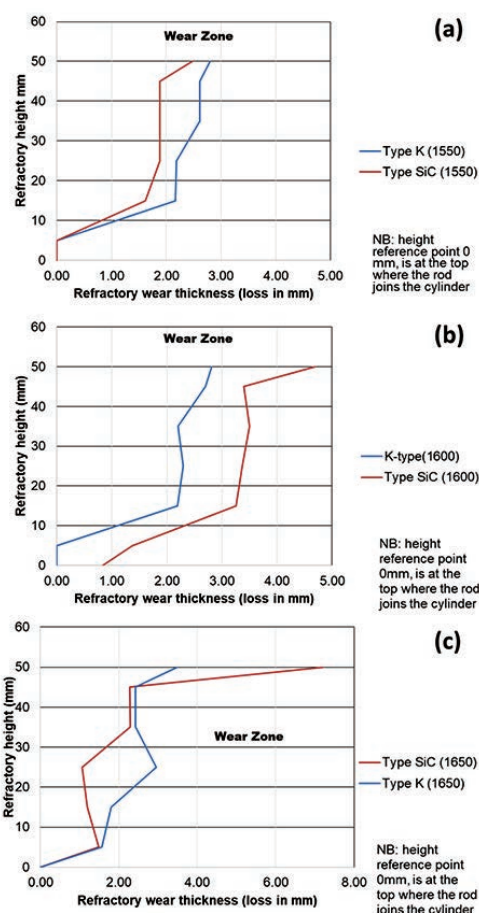 (a)
Wear Zone
60
50
40
30
20
10
0
0.00 1.00 2.00 3.00 4.00 5.00
Refractory height mm
Refractory wear thickness (loss in mm)
Type K (1550)
Type SiC (1550)
NB: height
reference point 0
mm, is at the top
where the rod
joins the cylinder
(b)
Wear Zone
60
50
40
30
20
10
0
0.00 1.00 2.00 3.00 4.00 5.00
Refractory height (mm)
Refractory wear thickness (loss in mm)
K-type(1600)
Type SiC (1600)
NB: height
reference point
0mm, is at the
top where the rod
joins the cylinder
(c)
60
50
40
30
20
10
0
0.00 2.00 4.00 6.00 8.00
Wear Zone
Refractory height (mm)
Refractory wear thickness (loss in mm)
Type SiC (1650)
Type K (1650)
NB: height
reference point
0mm, is at the
top where the rod
joins the cylinder